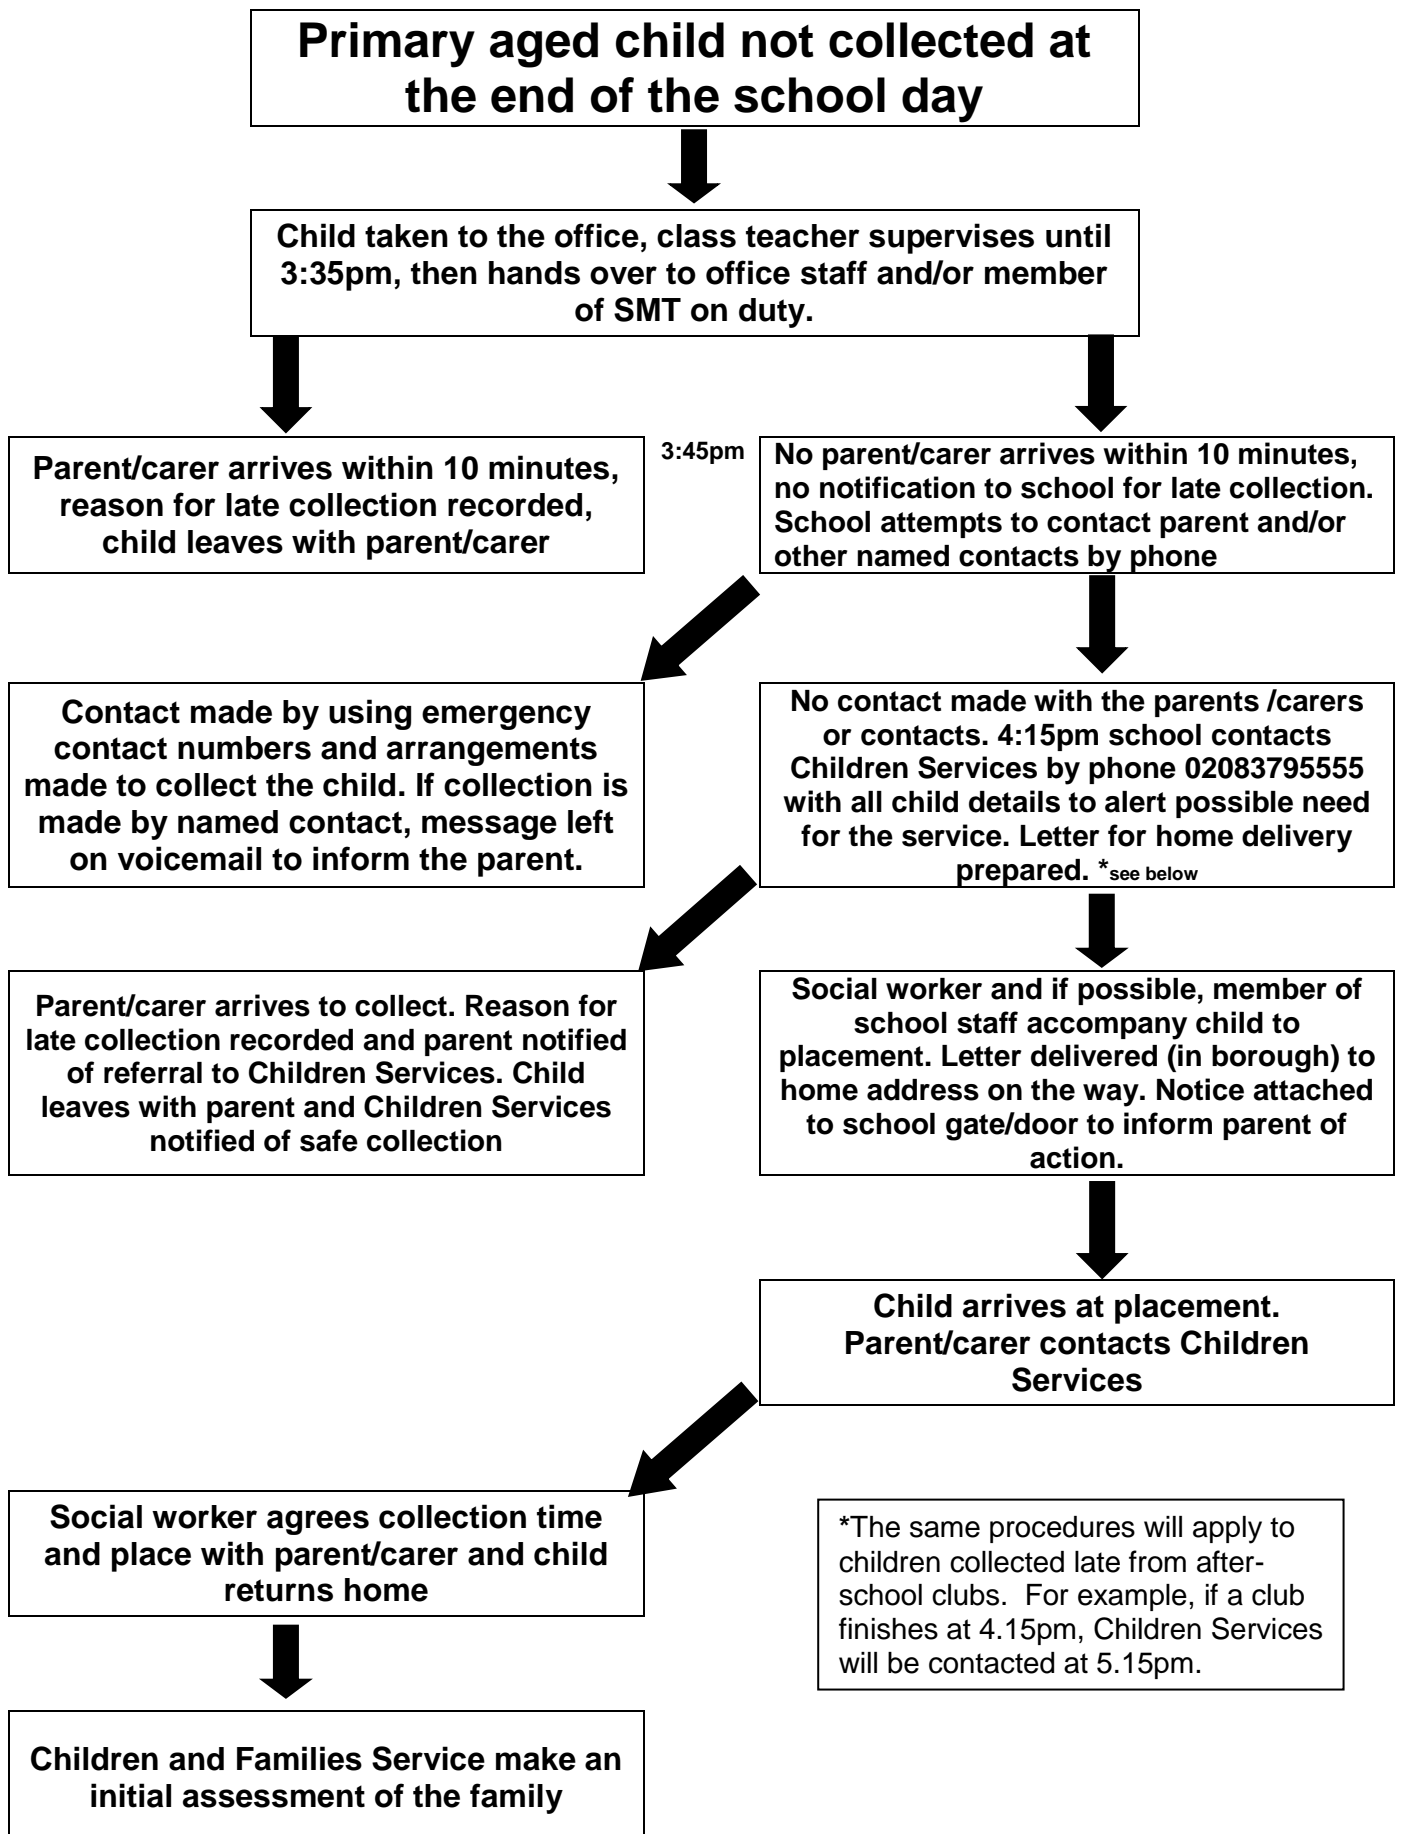 Primary aged child not collected at
the end of the school day
Child taken to the office, class teacher supervises until
3:35pm, then hands over to office staff and/or member
of SMT on duty.
Parent/carer arrives within 10 minutes,
reason for late collection recorded,
child leaves with parent/carer
3:45pm
No parent/carer arrives within 10 minutes,
no notification to school for late collection.
School attempts to contact parent and/or
other named contacts by phone
Contact made by using emergency
contact numbers and arrangements
made to collect the child. If collection is
made by named contact, message left
on voicemail to inform the parent.
No contact made with the parents /carers
or contacts. 4:15pm school contacts
Children Services by phone 02083795555
with all child details to alert possible need
for the service. Letter for home delivery
prepared. *see below
Parent/carer arrives to collect. Reason for
late collection recorded and parent notified
of referral to Children Services. Child
leaves with parent and Children Services
notified of safe collection
Social worker and if possible, member of
school staff accompany child to
placement. Letter delivered (in borough) to
home address on the way. Notice attached
to school gate/door to inform parent of
action.
Child arrives at placement.
Parent/carer contacts Children
Services
Social worker agrees collection time
and place with parent/carer and child
returns home
*The same procedures will apply to
children collected late from after-
school clubs.  For example, if a club
finishes at 4.15pm, Children Services
will be contacted at 5.15pm.
Children and Families Service make an
initial assessment of the family